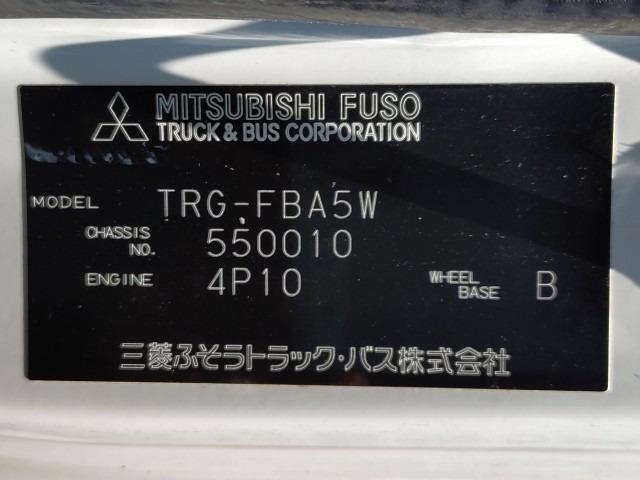 MITSUBISHI FUSO
TRUCK & BUS CORPORATION
MODEL TRG-FBA5W
CHASSIS NO. 550010
ENGINE 4P10 WHEEL BASE B
三菱ふそうトラック・バス株式会社